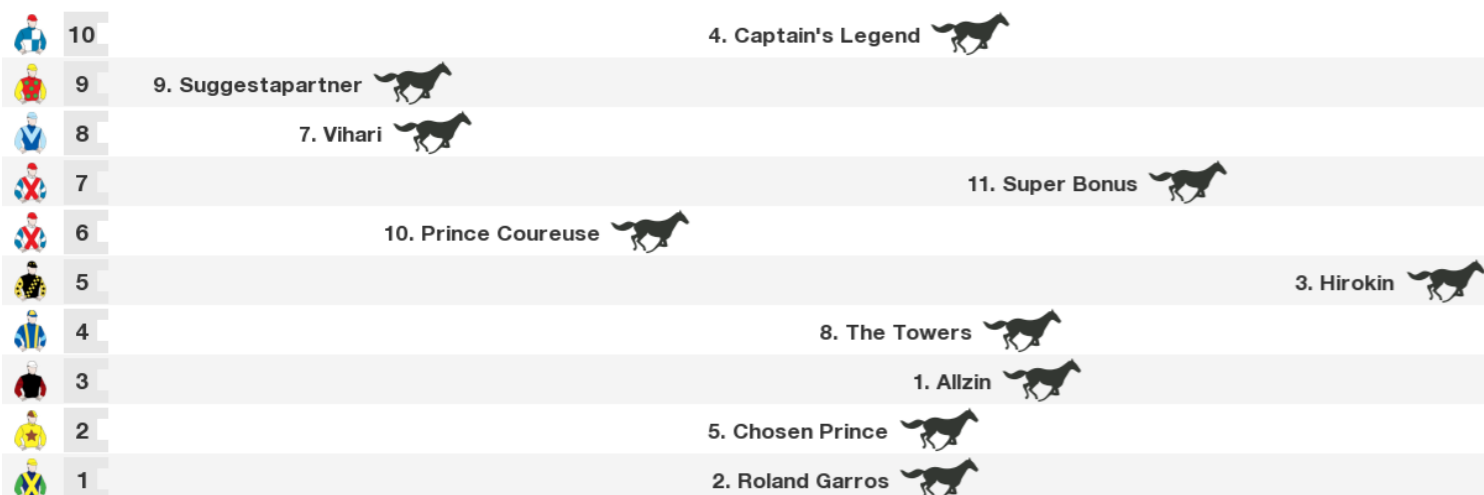 10 4. Captain's Legend
9 9. Suggestapartner
8 7. Vihari
7 11. Super Bonus
6 10. Prince Coureuse
5 3. Hirokin
4 8. The Towers
3 1. Allzin
2 5. Chosen Prince
1 2. Roland Garros